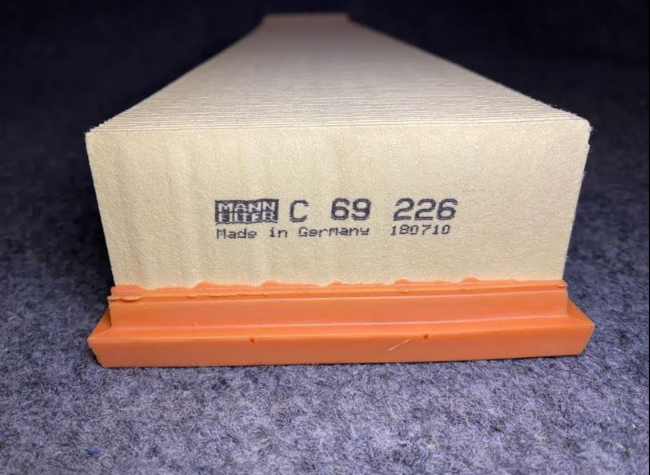 MANN FILTER C 69 226
Made in Germany 180710